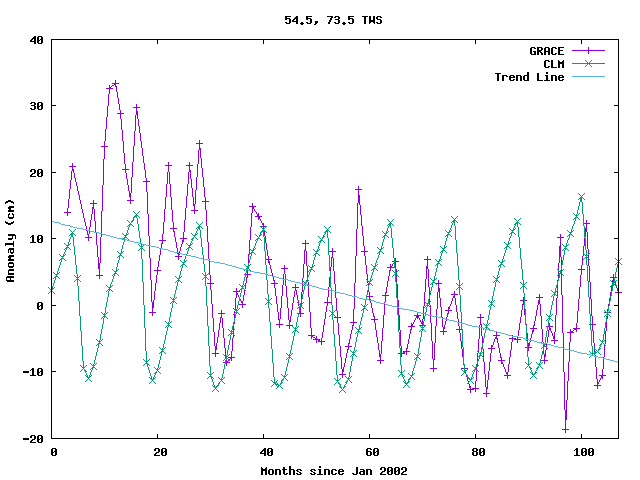 54.5, 73.5 TWS
GRACE
CLM
Trend Line
Anomaly (cm)
40
30
20
10
0
-10
-20
0 20 40 60 80 100
Months since Jan 2002